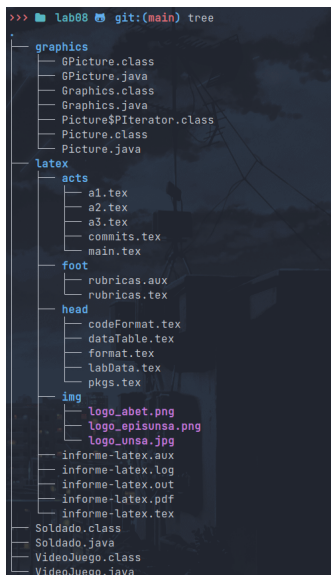 >>> lab08 git:(main) tree
.
├── graphics
│   ├── GPicture.class
│   ├── GPicture.java
│   ├── Graphics.class
│   ├── Graphics.java
│   ├── Picture$PIterator.class
│   ├── Picture.class
│   └── Picture.java
├── latex
│   ├── acts
│   │   ├── a1.tex
│   │   ├── a2.tex
│   │   ├── a3.tex
│   │   ├── commits.tex
│   │   └── main.tex
│   ├── foot
│   │   ├── rubricas.aux
│   │   └── rubricas.tex
│   ├── head
│   │   ├── codeFormat.tex
│   │   ├── dataTable.tex
│   │   ├── format.tex
│   │   ├── labData.tex
│   │   └── pkgs.tex
│   ├── img
│   │   ├── logo_abet.png
│   │   ├── logo_episunsa.png
│   │   └── logo_unsa.jpg
│   ├── informe-latex.aux
│   ├── informe-latex.log
│   ├── informe-latex.out
│   ├── informe-latex.pdf
│   └── informe-latex.tex
├── Soldado.class
├── Soldado.java
├── VideoJuego.class
└── VideoJuego.java